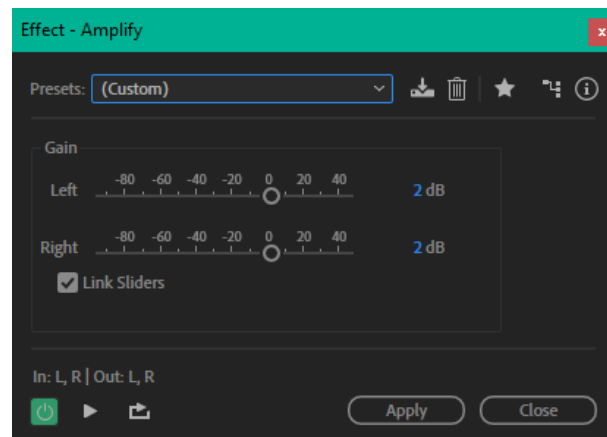 Effect - Amplify
x
Presets: (Custom)
Gain
-80 -60 -40 -20 0 20 40
Left 2 dB
-80 -60 -40 -20 0 20 40
Right 2 dB
Link Sliders
In: L, R | Out: L, R
Apply Close